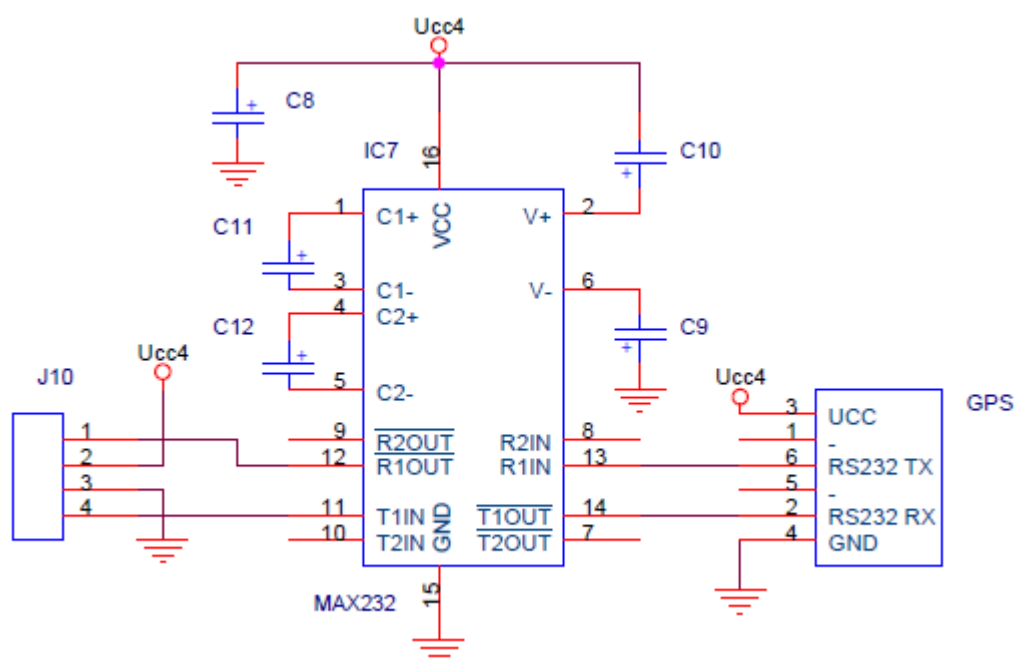 Ucc4
C8
IC7
16
C10
1
C1+
VCC
V+
2
C11
+
3
C1-
V-
6
4
C2+
C12
C9
Ucc4
5
C2-
Ucc4
J10
GPS
3
UCC
1
-
1
9
R2OUT
R2IN
8
2
12
R1OUT
R1IN
13
6
RS232 TX
3
5
-
4
11
T1IN
GND
T1OUT
14
2
RS232 RX
10
T2IN
T2OUT
7
4
GND
MAX232
15